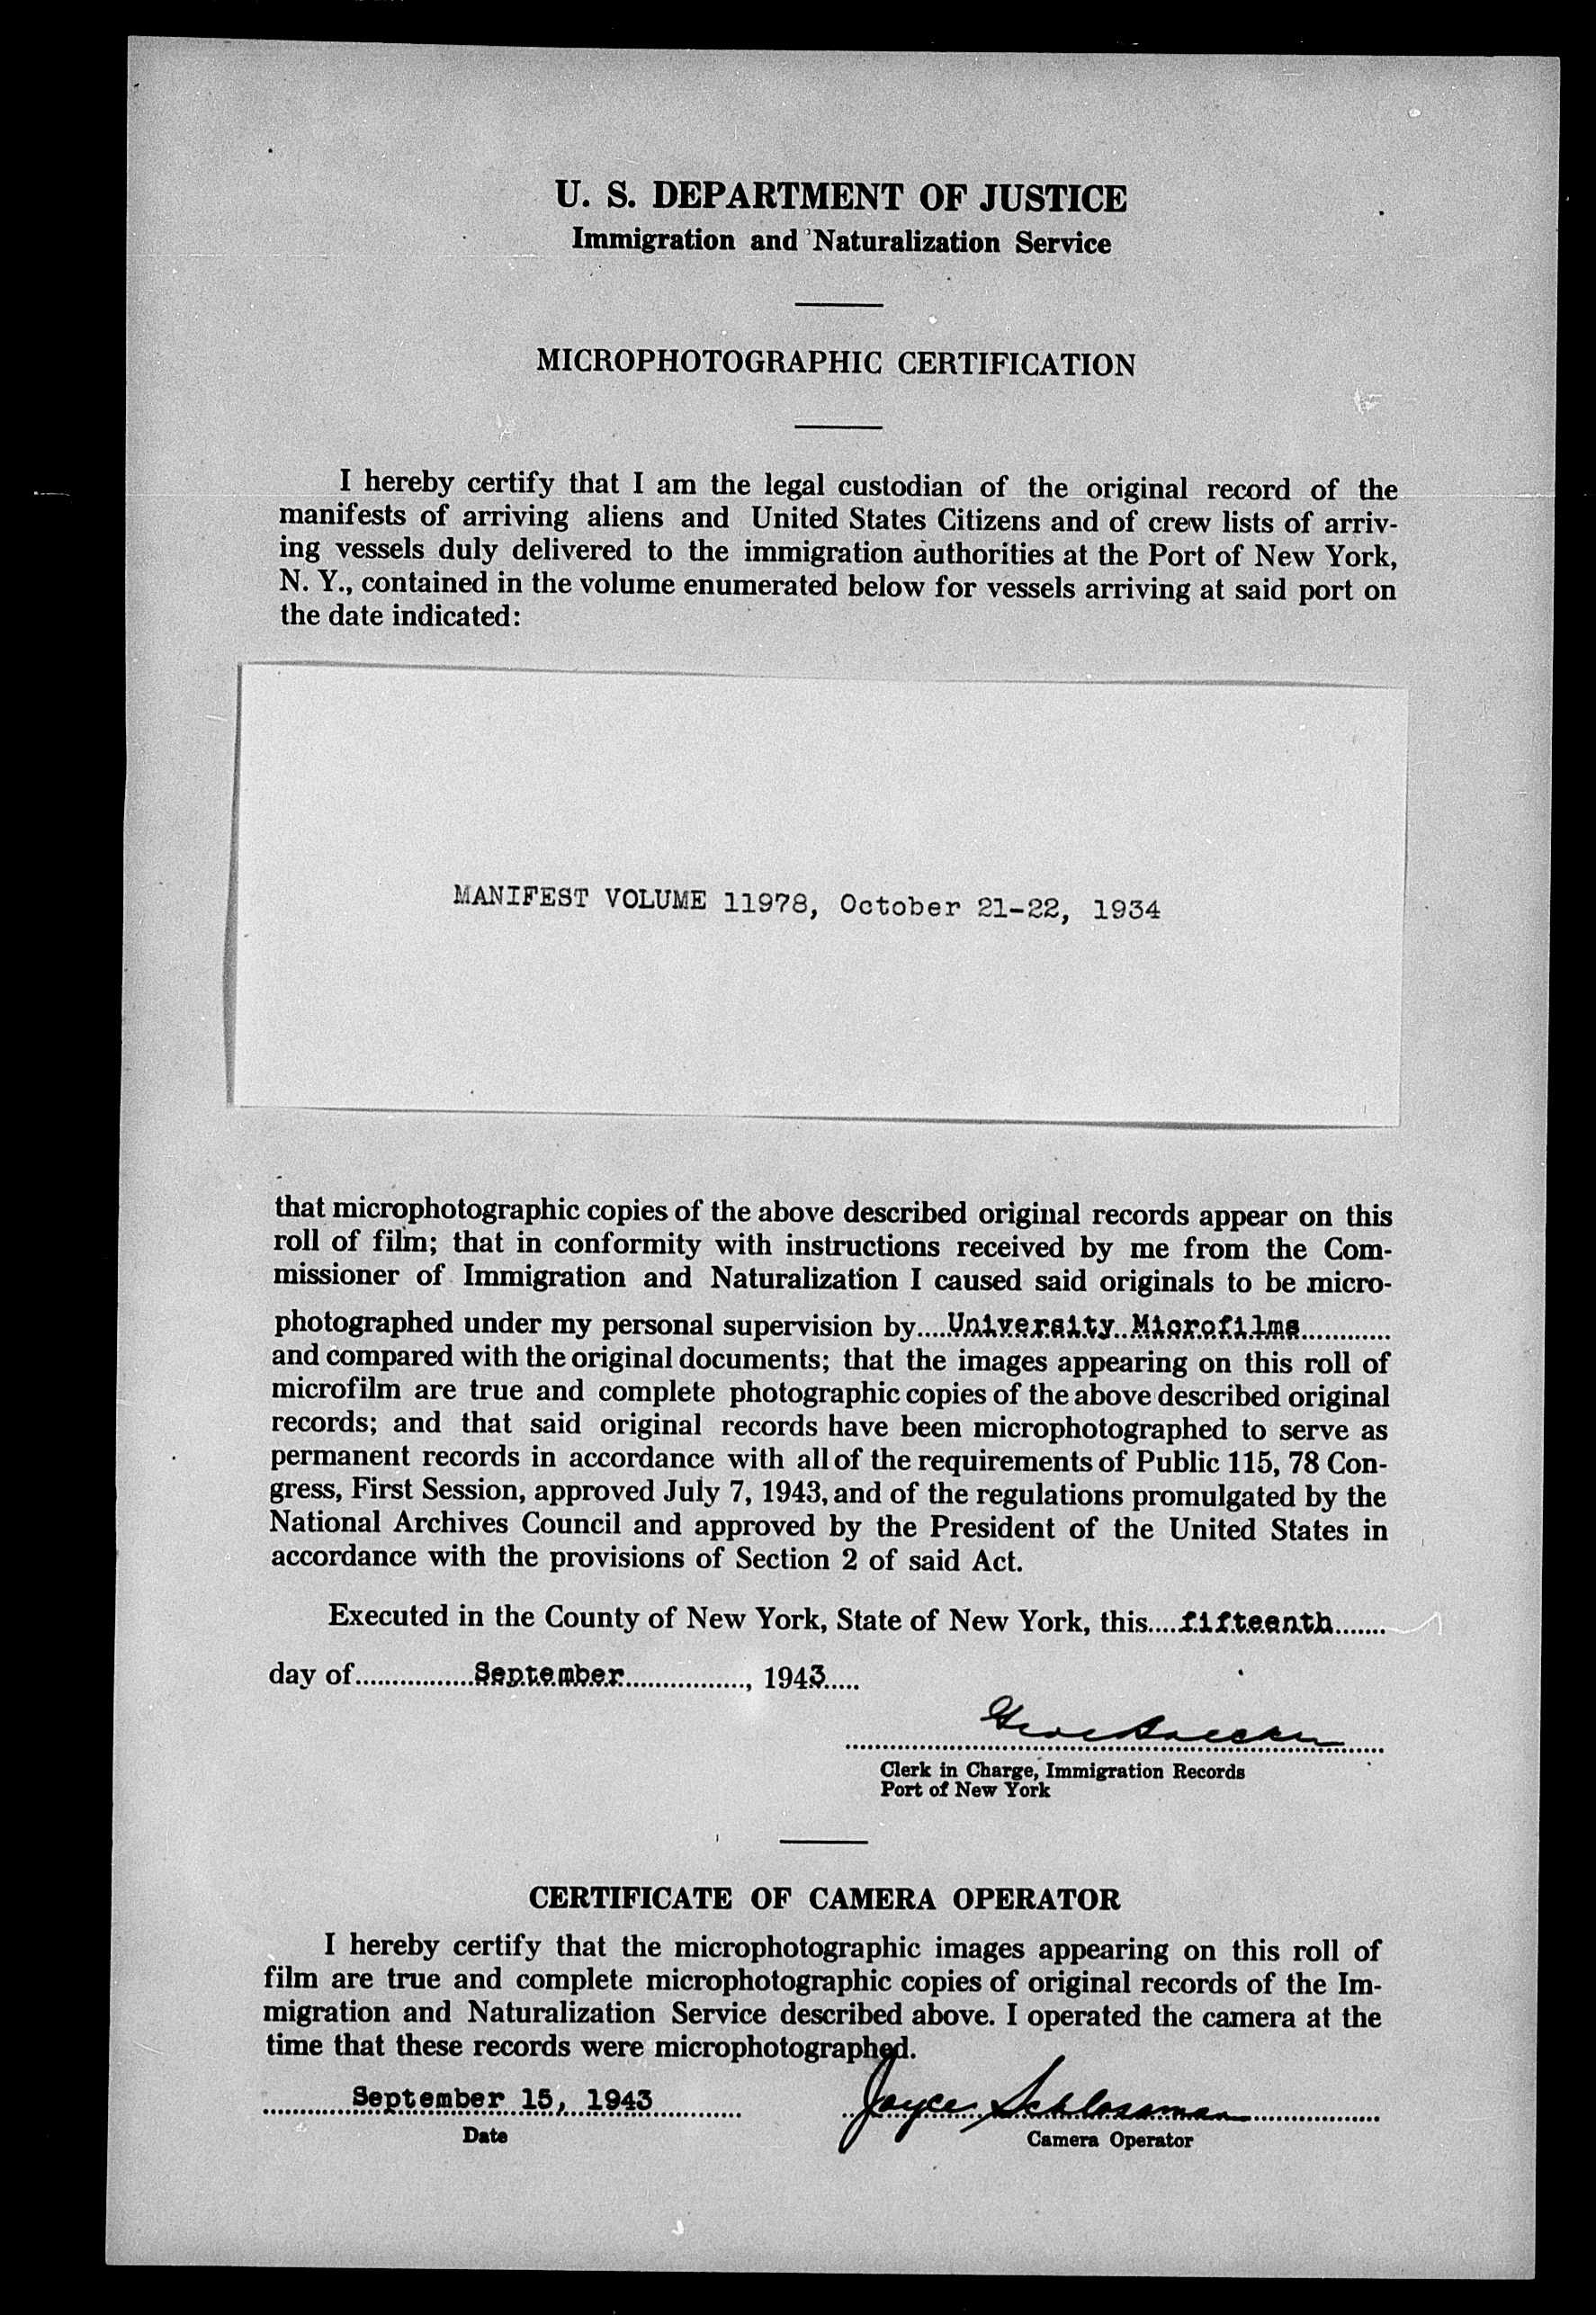 U. S. DEPARTMENT OF JUSTICE
Immigration and Naturalization Service
MICROPHOTOGRAPHIC CERTIFICATION
I hereby certify that I am the legal custodian of the original record of the
manifests of arriving aliens and United States Citizens and of crew lists of arriv-
ing vessels duly delivered to the immigration authorities at the Port of New York,
N. Y., contained in the volume enumerated below for vessels arriving at said port on
the date indicated:
MANIFEST VOLUME 11978, October 21-22, 1934
that microphotographic copies of the above described original records appear on this
roll of film; that in conformity with instructions received by me from the Com-
missioner of Immigration and Naturalization I caused said originals to be micro-
photographed under my personal supervision by....University Microfilms............
and compared with the original documents; that the images appearing on this roll of
microfilm are true and complete photographic copies of the above described original
records; and that said original records have been microphotographed to serve as
permanent records in accordance with all of the requirements of Public 115, 78 Con-
gress, First Session, approved July 7, 1943, and of the regulations promulgated by the
National Archives Council and approved by the President of the United States in
accordance with the provisions of Section 2 of said Act.
Executed in the County of New York, State of New York, this....fifteenth.......
day of................September................., 1943.....
Clerk in Charge, Immigration Records
Port of New York
CERTIFICATE OF CAMERA OPERATOR
I hereby certify that the microphotographic images appearing on this roll of
film are true and complete microphotographic copies of original records of the Im-
migration and Naturalization Service described above. I operated the camera at the
time that these records were microphotographed.
September 15, 1943 Joyce Schlossman
Date Camera Operator